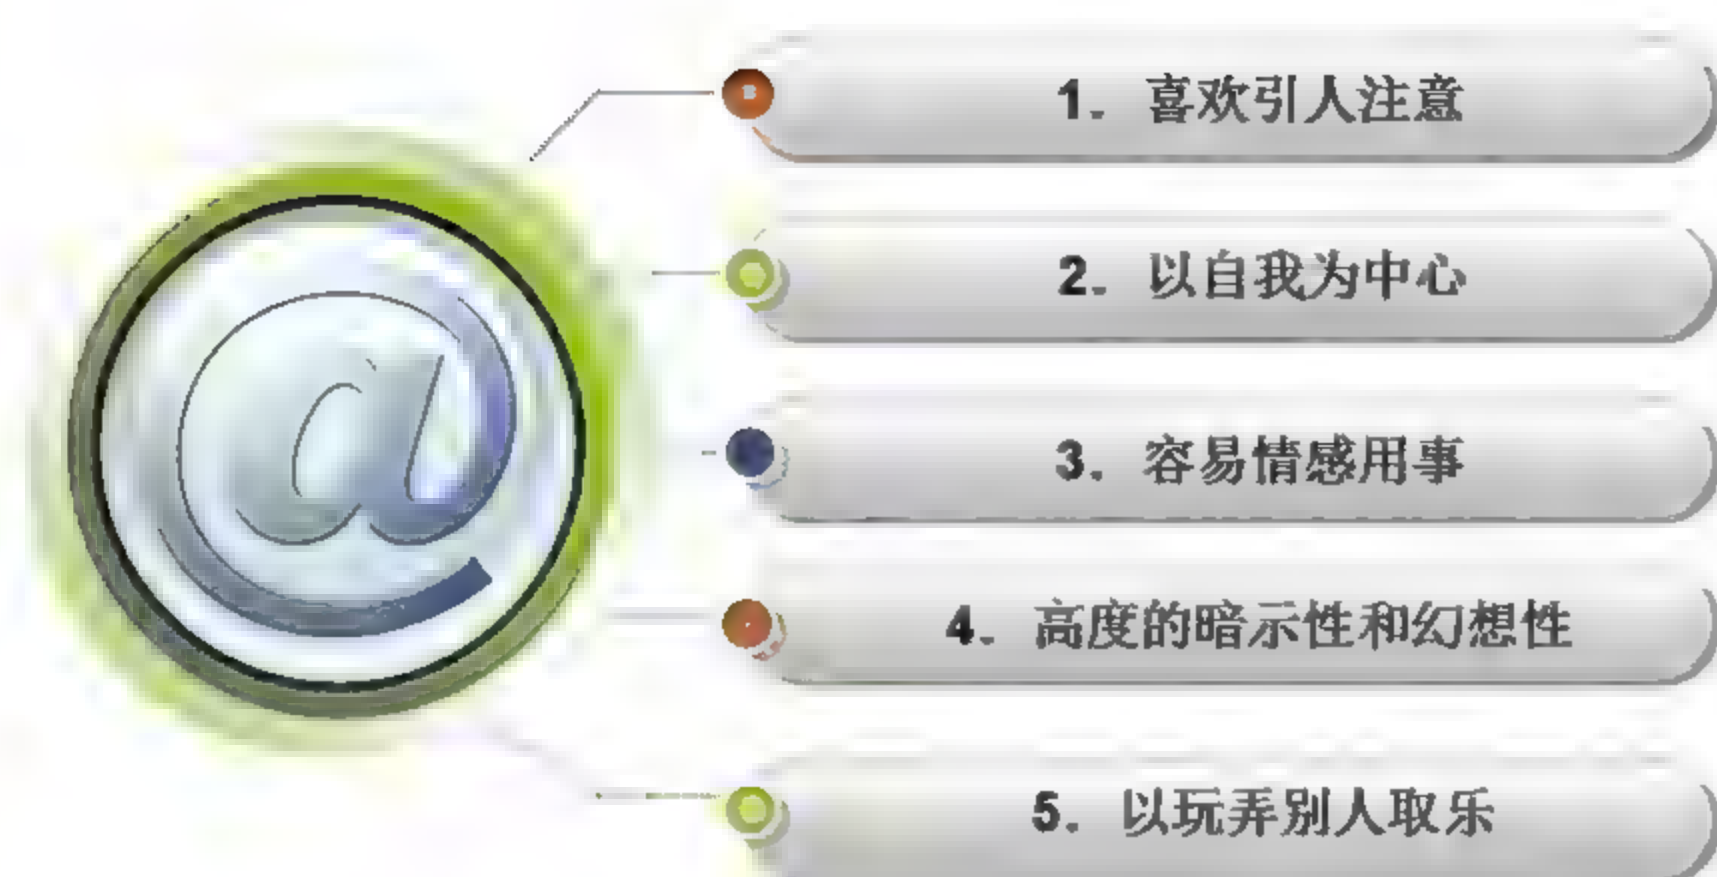 @
1. 喜欢引人注意
2. 以自我为中心
3. 容易情感用事
4. 高度的暗示性和幻想性
5. 以玩弄别人取乐